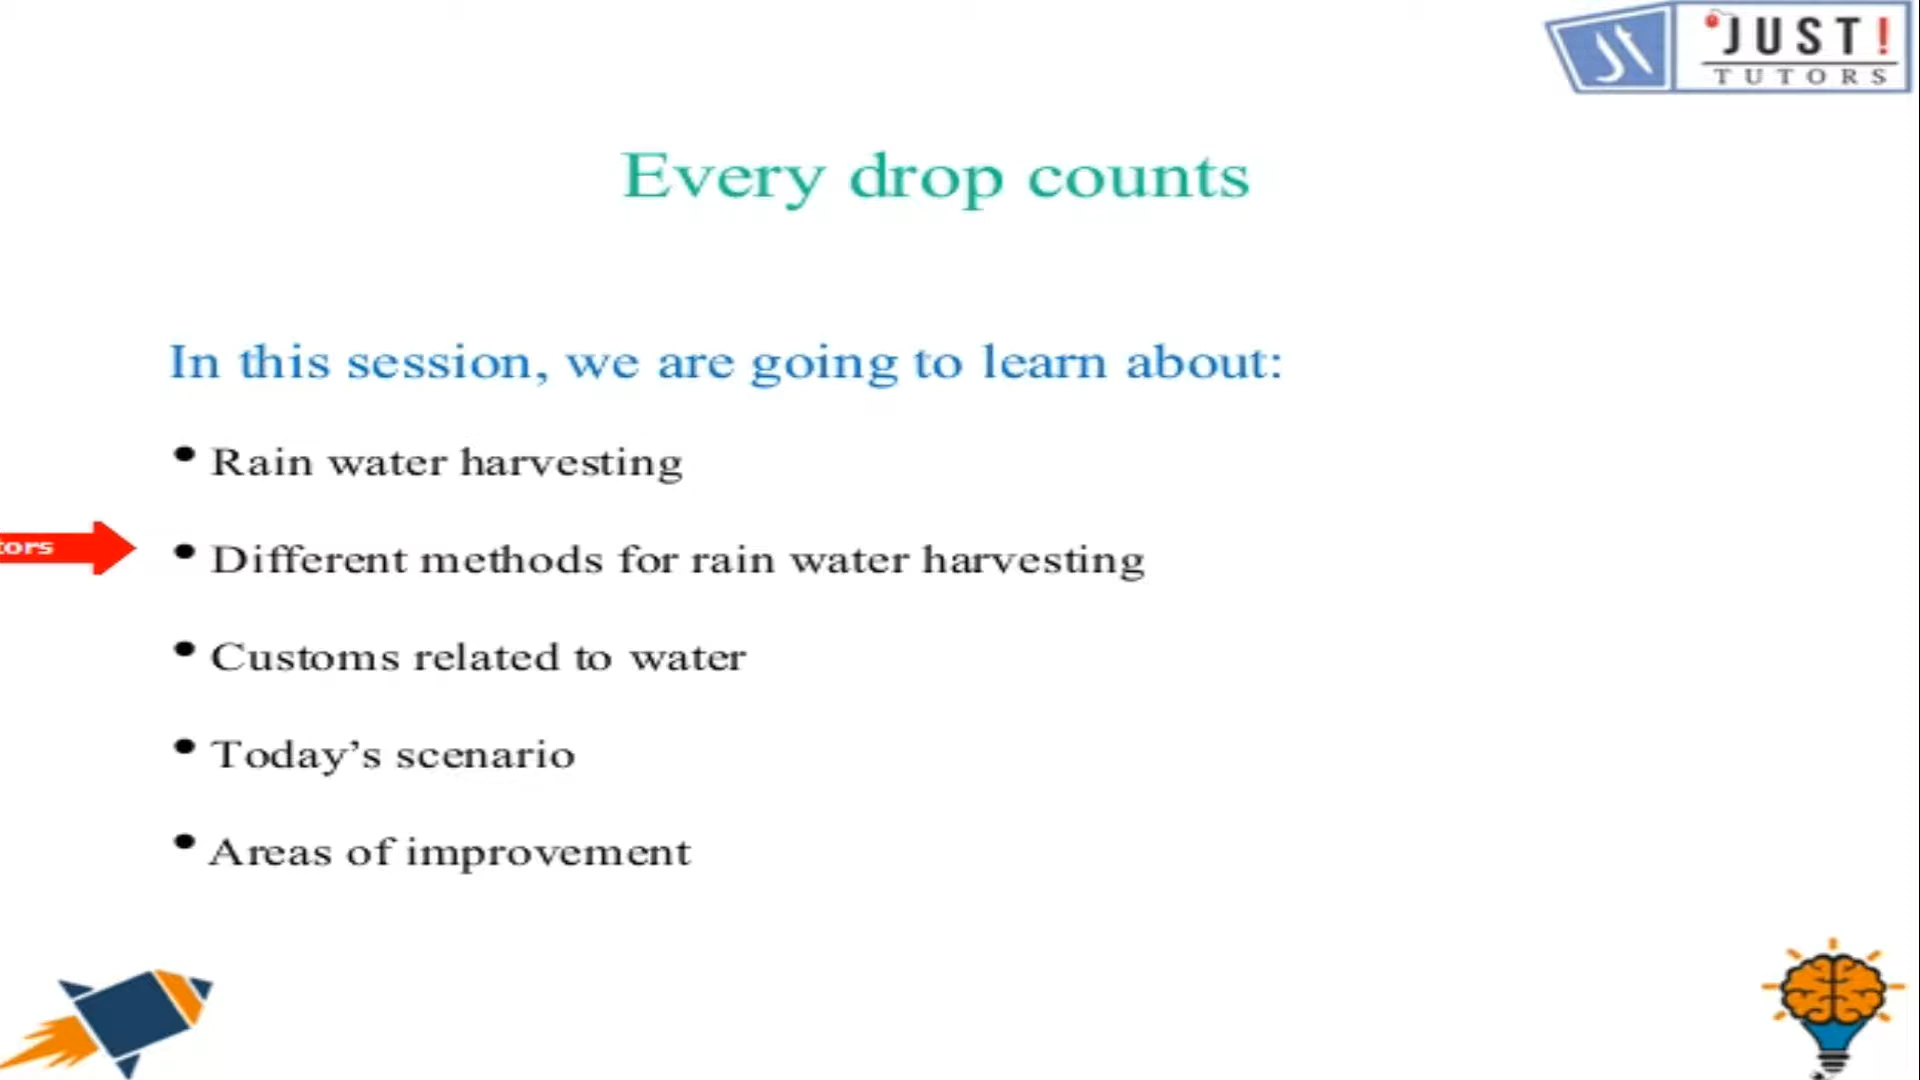 JUST!
TUTORS
Every drop counts
In this session, we are going to learn about:
• Rain water harvesting
tors
• Different methods for rain water harvesting
• Customs related to water
• Today’s scenario
• Areas of improvement